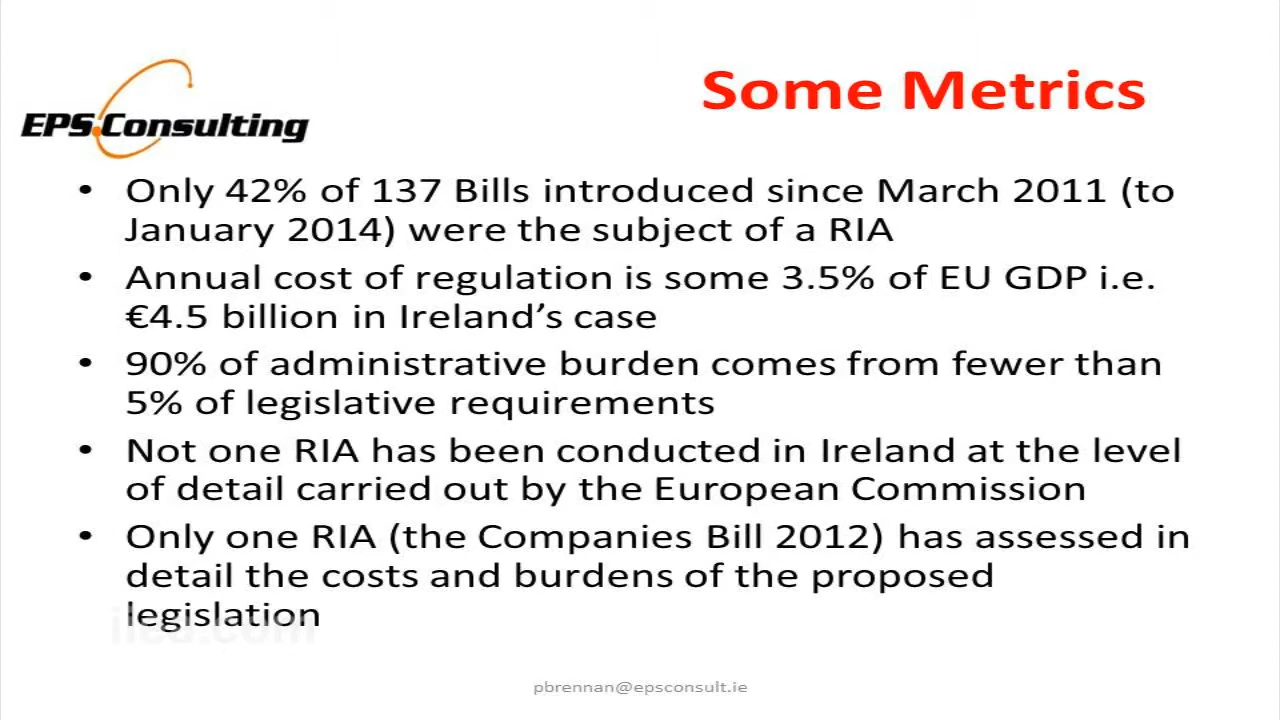 Some Metrics
EPS Consulting
• Only 42% of 137 Bills introduced since March 2011 (to
January 2014) were the subject of a RIA
• Annual cost of regulation is some 3.5% of EU GDP i.e.
€4.5 billion in Ireland’s case
• 90% of administrative burden comes from fewer than
5% of legislative requirements
• Not one RIA has been conducted in Ireland at the level
of detail carried out by the European Commission
• Only one RIA (the Companies Bill 2012) has assessed in
detail the costs and burdens of the proposed
legislation
pbrennan@epsconsult.ie